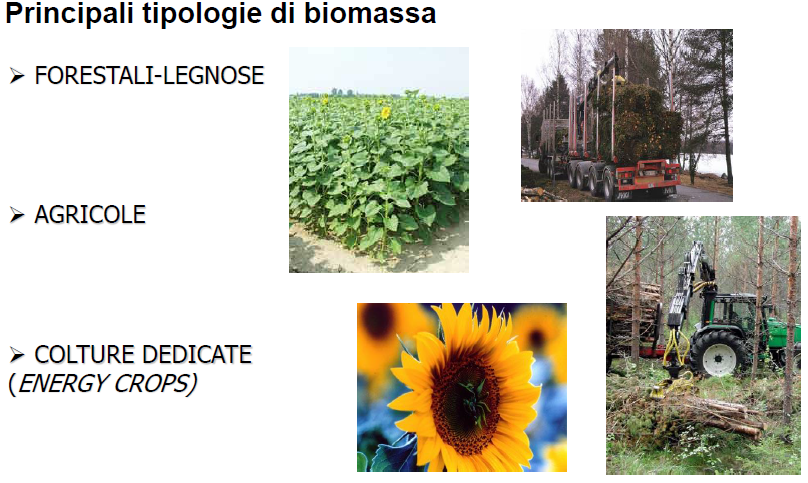 Principali tipologie di biomassa
➢ FORESTALI-LEGNOSE
➢ AGRICOLE
➢ COLTURE DEDICATE
(ENERGY CROPS)